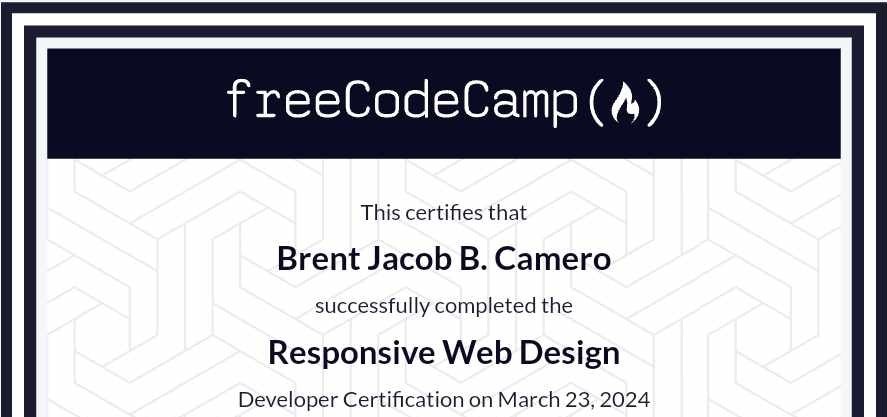 freeCodeCamp(🔥)
This certifies that
Brent Jacob B. Camero
successfully completed the
Responsive Web Design
Developer Certification on March 23, 2024